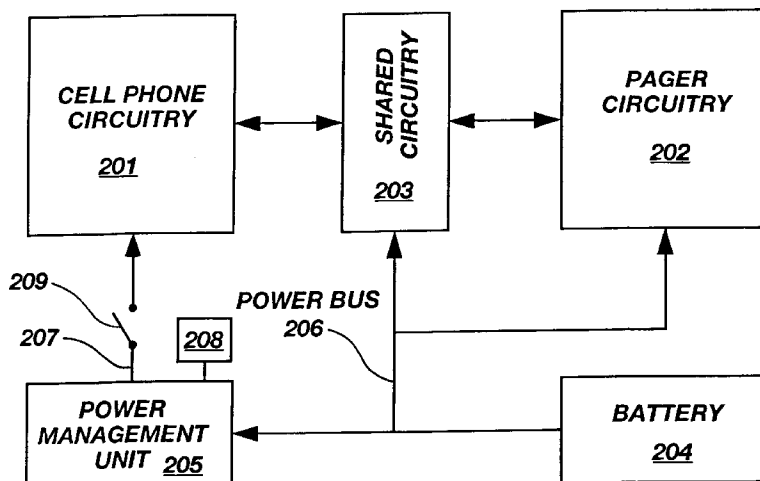 CELL PHONE
CIRCUITRY
201
SHARED
CIRCUITRY
203
PAGER
CIRCUITRY
202
209
207
208
POWER BUS
206
POWER
MANAGEMENT
UNIT 205
BATTERY
204